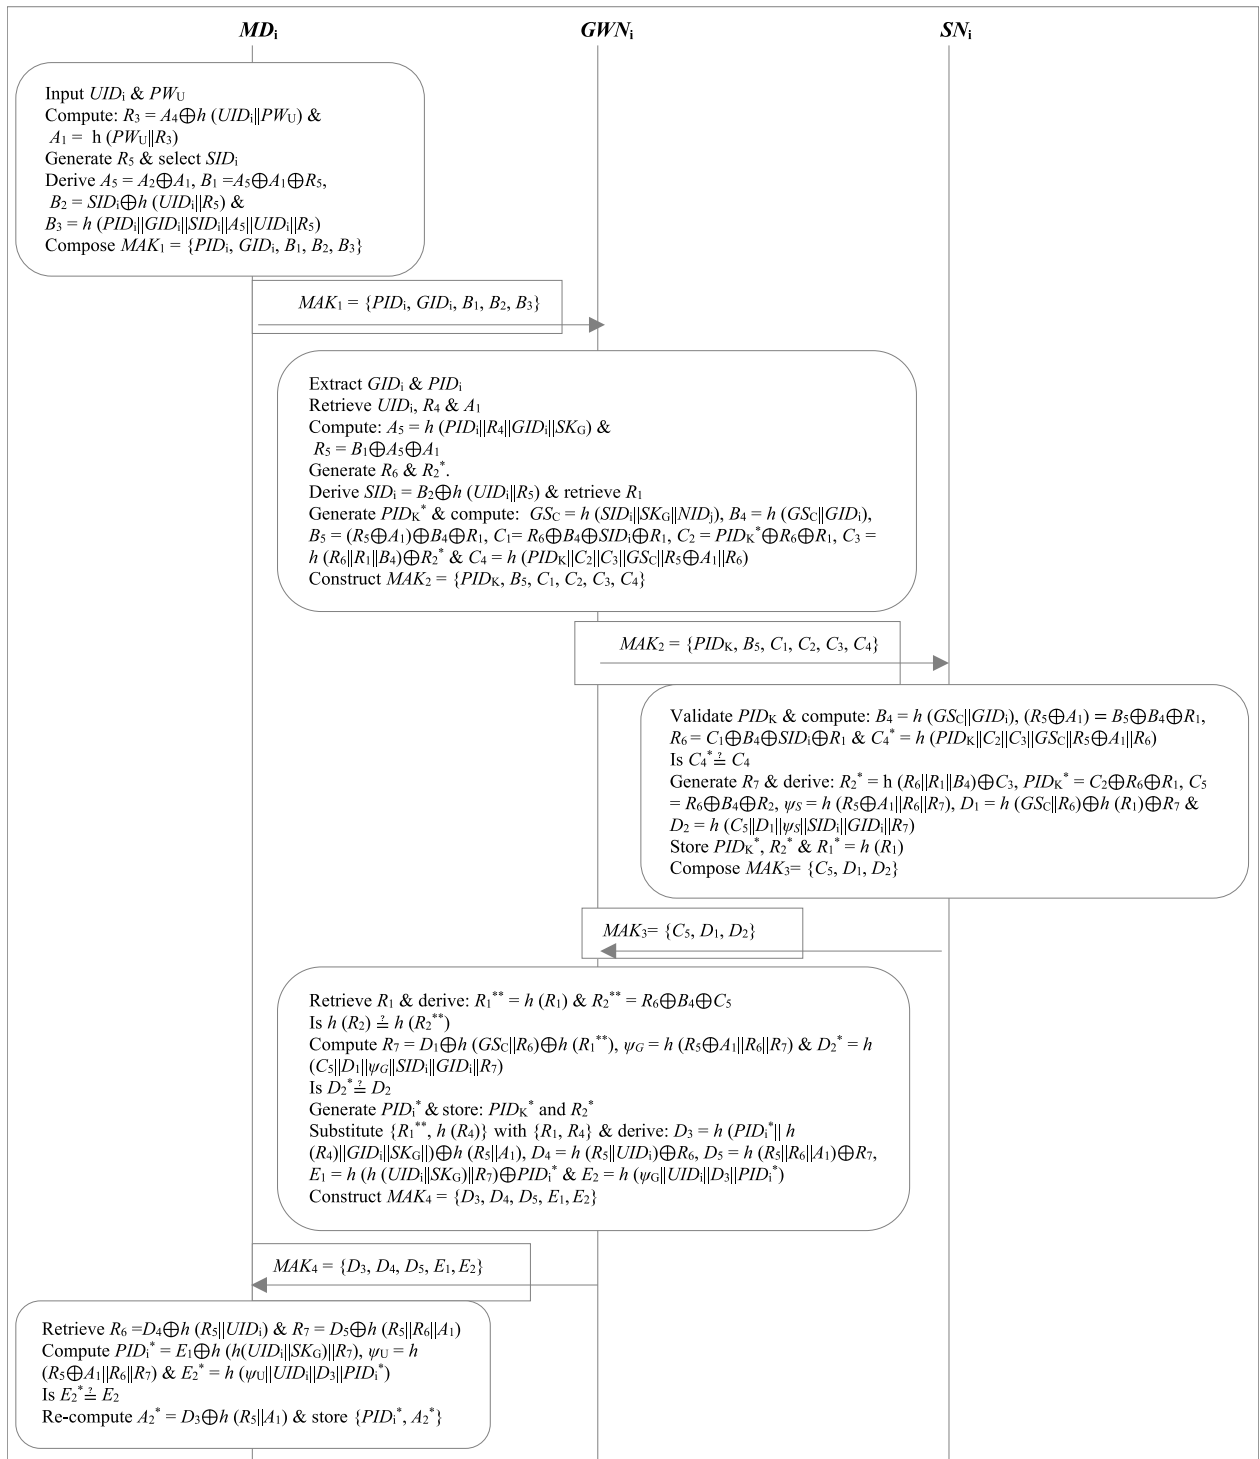 MDi GWNi SNi
Input UIDi & PWU
Compute: R3 = A4⊕h (UIDi||PWU) &
A1 = h (PWU||R3)
Generate R5 & select SIDi
Derive A5 = A2⊕A1, B1 =A5⊕A1⊕R5,
B2 = SIDi⊕h (UIDi||R5) &
B3 = h (PIDi||GIDi||SIDi||A5||UIDi||R5)
Compose MAK1 = {PIDi, GIDi, B1, B2, B3}
MAK1 = {PIDi, GIDi, B1, B2, B3}
Extract GIDi & PIDi
Retrieve UIDi, R4 & A1
Compute: A5 = h (PIDi||R4||GIDi||SKG) &
R5 = B1⊕A5⊕A1
Generate R6 & R2*.
Derive SIDi = B2⊕h (UIDi||R5) & retrieve R1
Generate PIDK* & compute: GSC = h (SIDi||SKG||NIDj), B4 = h (GSC||GIDi),
B5 = (R5⊕A1)⊕B4⊕R1, C1= R6⊕B4⊕SIDi⊕R1, C2 = PIDK*⊕R6⊕R1, C3 =
h (R6||R1||B4)⊕R2* & C4 = h (PIDK||C2||C3||GSC||R5⊕A1||R6)
Construct MAK2 = {PIDK, B5, C1, C2, C3, C4}
MAK2 = {PIDK, B5, C1, C2, C3, C4}
Validate PIDK & compute: B4 = h (GSC||GIDi), (R5⊕A1) = B5⊕B4⊕R1,
R6 = C1⊕B4⊕SIDi⊕R1 & C4* = h (PIDK||C2||C3||GSC||R5⊕A1||R6)
Is C4* ≟ C4
Generate R7 & derive: R2* = h (R6||R1||B4)⊕C3, PIDK* = C2⊕R6⊕R1, C5
= R6⊕B4⊕R2, ψS = h (R5⊕A1||R6||R7), D1 = h (GSC||R6)⊕h (R1)⊕R7 &
D2 = h (C5||D1||ψS||SIDi||GIDi||R7)
Store PIDK*, R2* & R1* = h (R1)
Compose MAK3= {C5, D1, D2}
MAK3= {C5, D1, D2}
Retrieve R1 & derive: R1** = h (R1) & R2** = R6⊕B4⊕C5
Is h (R2) ≟ h (R2**)
Compute R7 = D1⊕h (GSC||R6)⊕h (R1**), ψG = h (R5⊕A1||R6||R7) & D2* = h
(C5||D1||ψG||SIDi||GIDi||R7)
Is D2* ≟ D2
Generate PIDi* & store: PIDK* and R2*
Substitute {R1**, h (R4)} with {R1, R4} & derive: D3 = h (PIDi*|| h
(R4)||GIDi||SKG||)⊕h (R5||A1), D4 = h (R5||UIDi)⊕R6, D5 = h (R5||R6||A1)⊕R7,
E1 = h (h (UIDi||SKG)||R7)⊕PIDi* & E2 = h (ψG||UIDi||D3||PIDi*)
Construct MAK4 = {D3, D4, D5, E1, E2}
MAK4 = {D3, D4, D5, E1, E2}
Retrieve R6 =D4⊕h (R5||UIDi) & R7 = D5⊕h (R5||R6||A1)
Compute PIDi* = E1⊕h (h(UIDi||SKG)||R7), ψU = h
(R5⊕A1||R6||R7) & E2* = h (ψU||UIDi||D3||PIDi*)
Is E2* ≟ E2
Re-compute A2* = D3⊕h (R5||A1) & store {PIDi*, A2*}